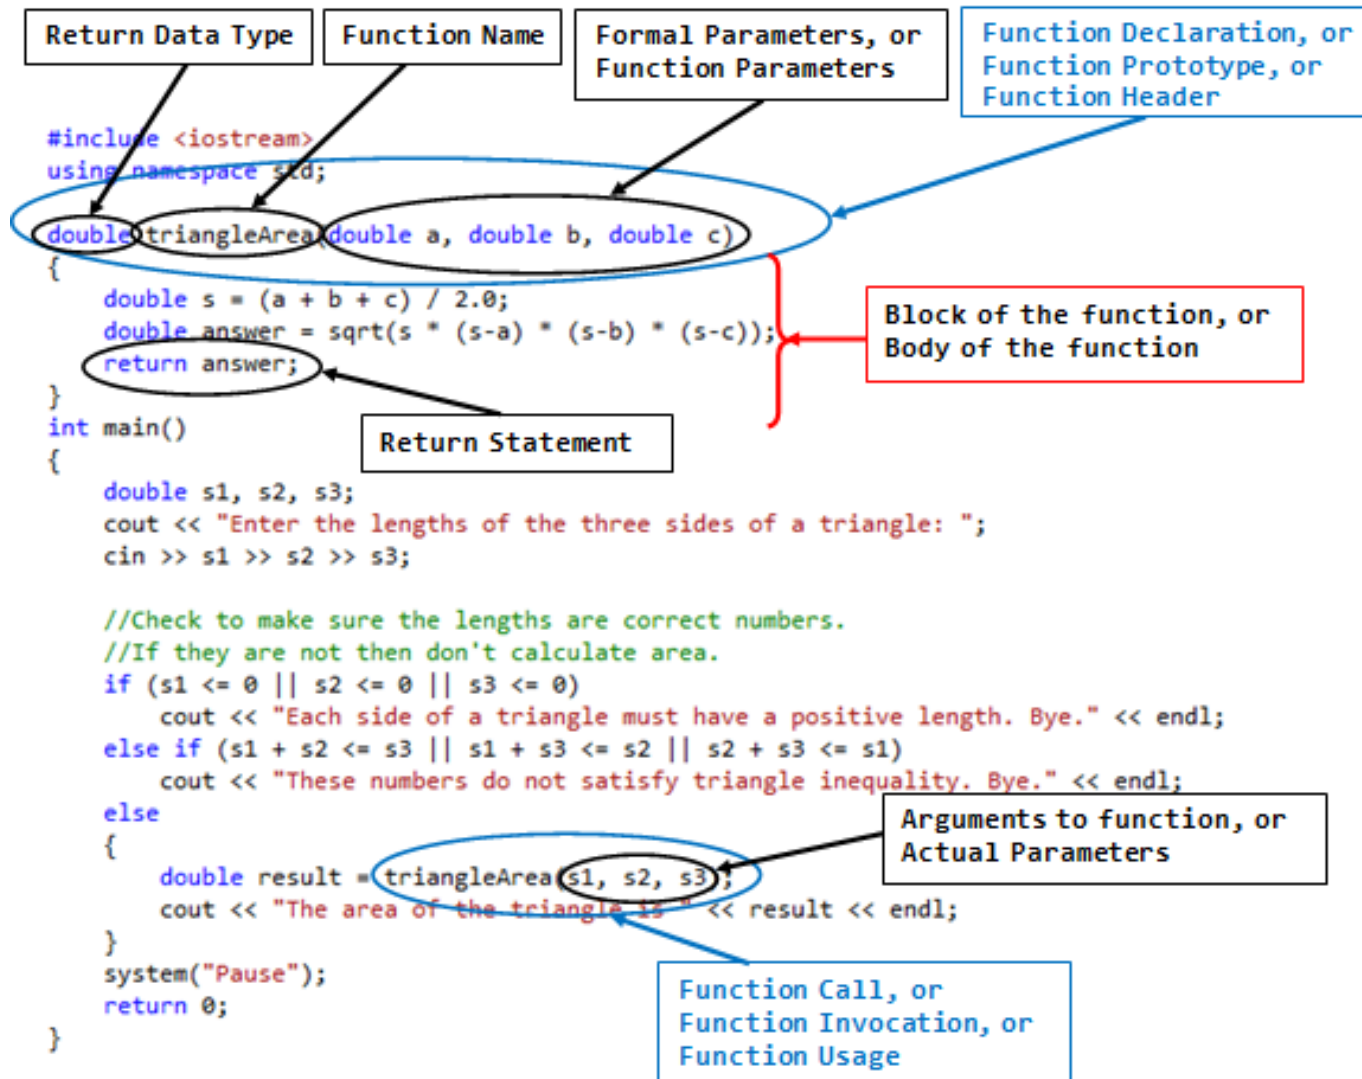 Return Data Type
Function Name
Formal Parameters, or
Function Parameters
Function Declaration, or
Function Prototype, or
Function Header
#include <iostream>
using namespace std;
double triangleArea(double a, double b, double c)
{
double s = (a + b + c) / 2.0;
double answer = sqrt(s * (s-a) * (s-b) * (s-c));
return answer;
}
Block of the function, or
Body of the function
Return Statement
int main()
{
double s1, s2, s3;
cout << "Enter the lengths of the three sides of a triangle: ";
cin >> s1 >> s2 >> s3;
//Check to make sure the lengths are correct numbers.
//If they are not then don't calculate area.
if (s1 <= 0 || s2 <= 0 || s3 <= 0)
cout << "Each side of a triangle must have a positive length. Bye." << endl;
else if (s1 + s2 <= s3 || s1 + s3 <= s2 || s2 + s3 <= s1)
cout << "These numbers do not satisfy triangle inequality. Bye." << endl;
else
{
double result = triangleArea(s1, s2, s3);
cout << "The area of the triangle is " << result << endl;
}
system("Pause");
return 0;
}
Arguments to function, or
Actual Parameters
Function Call, or
Function Invocation, or
Function Usage